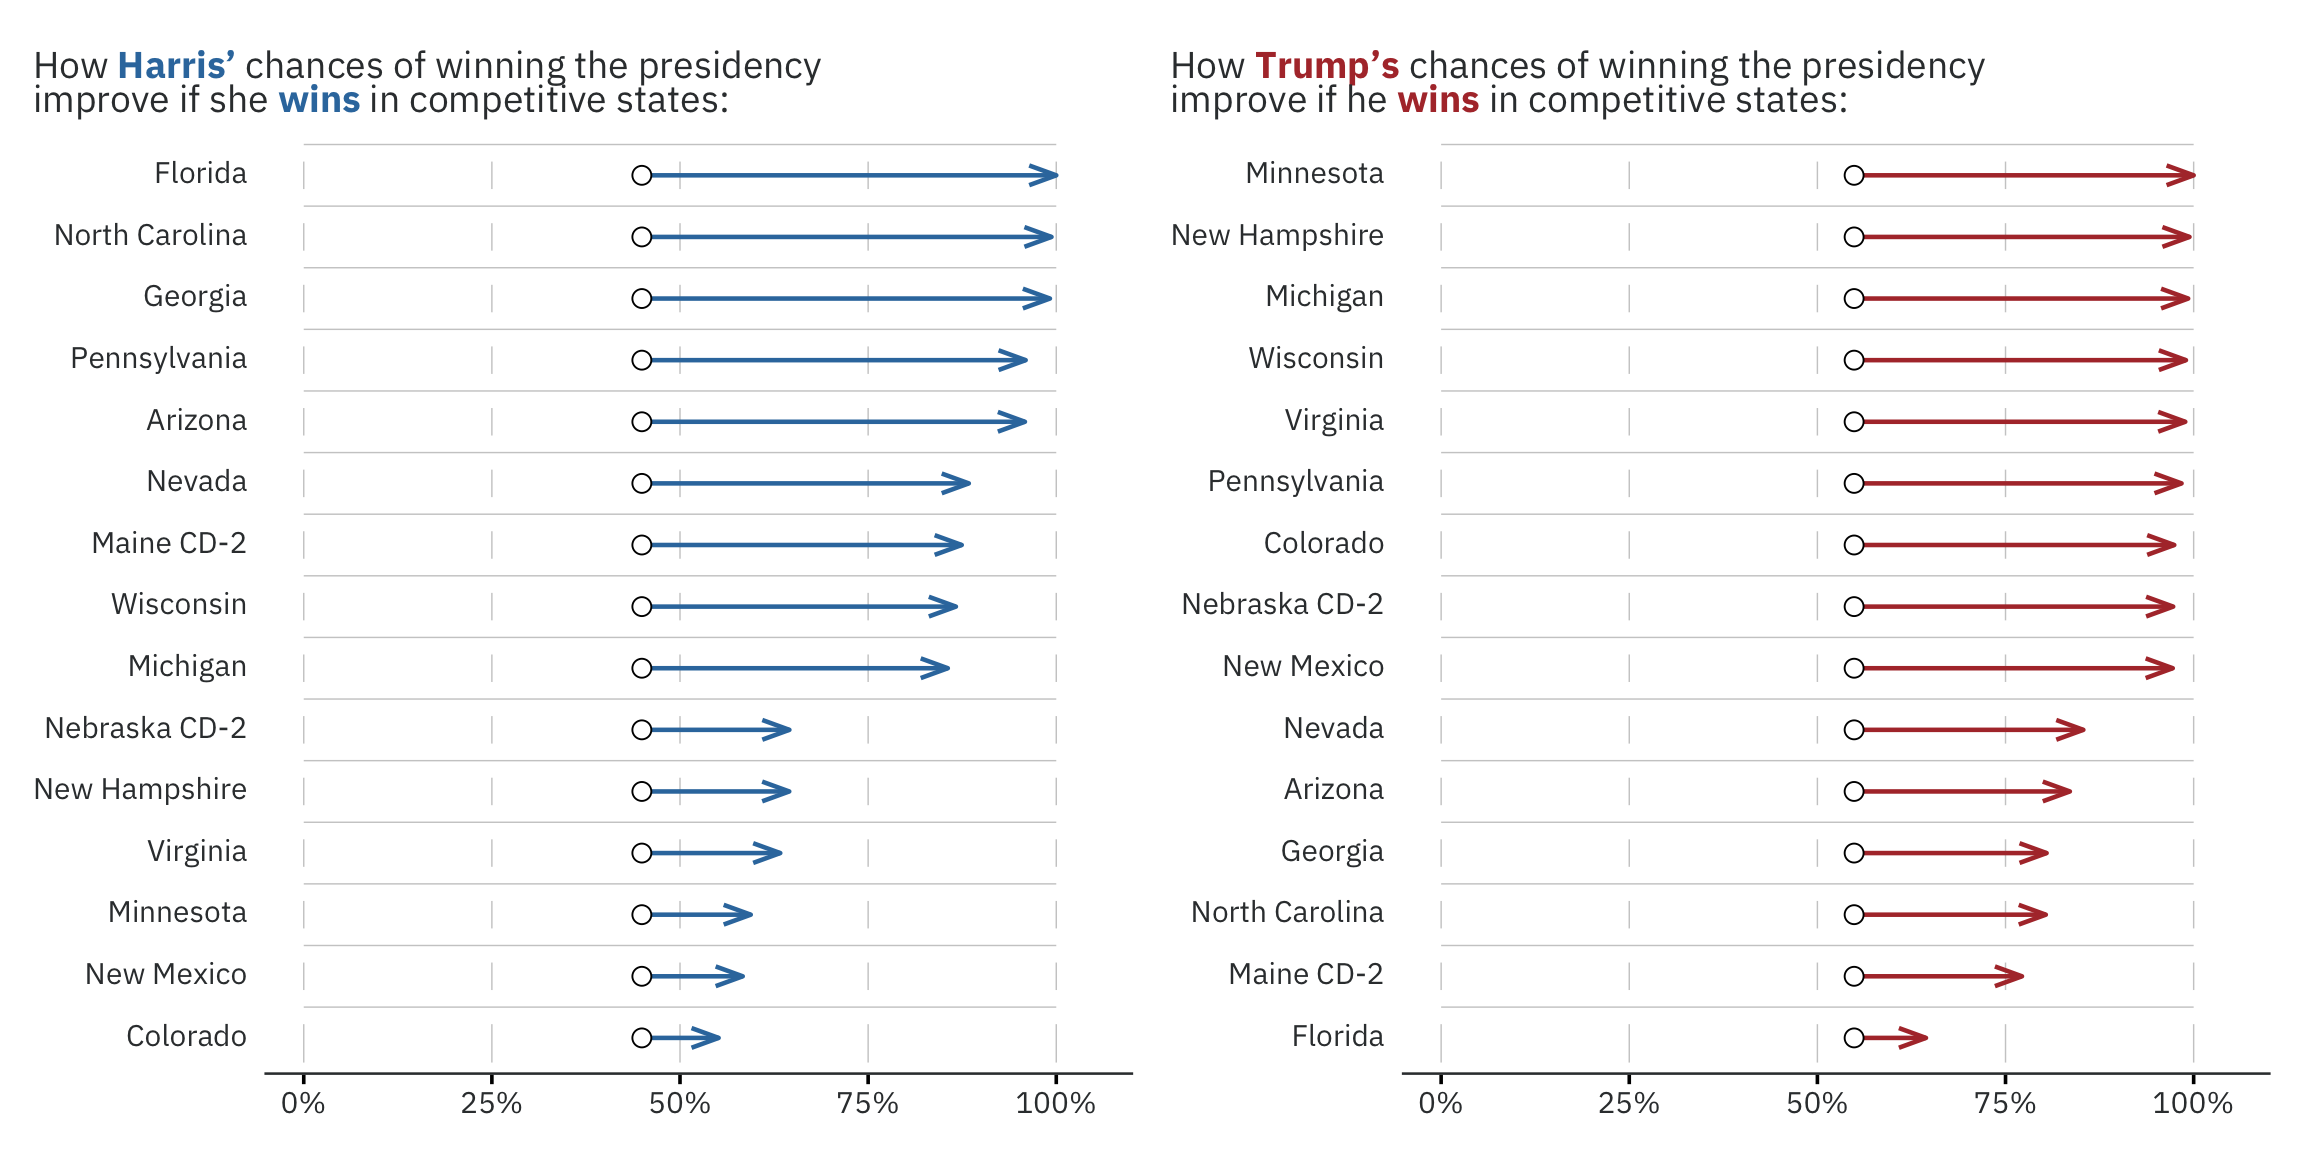 How Harris’ chances of winning the presidency
improve if she wins in competitive states:
Florida
North Carolina
Georgia
Pennsylvania
Arizona
Nevada
Maine CD-2
Wisconsin
Michigan
Nebraska CD-2
New Hampshire
Virginia
Minnesota
New Mexico
Colorado
0% 25% 50% 75% 100%
How Trump’s chances of winning the presidency
improve if he wins in competitive states:
Minnesota
New Hampshire
Michigan
Wisconsin
Virginia
Pennsylvania
Colorado
Nebraska CD-2
New Mexico
Nevada
Arizona
Georgia
North Carolina
Maine CD-2
Florida
0% 25% 50% 75% 100%